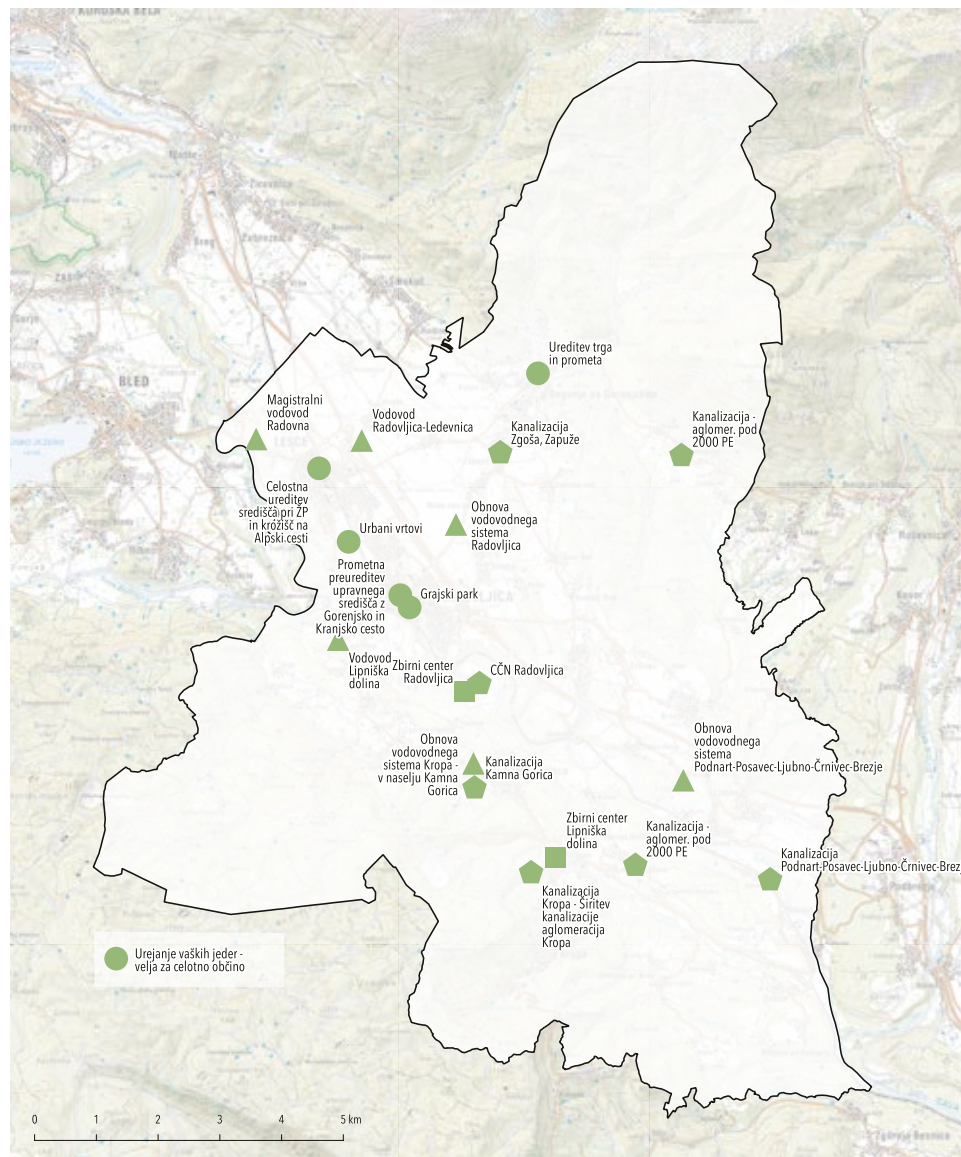 KOROŠKA BELA
BLED
LESCE
Ureditev trga
in prometa
Magistralni
vodovod
Radovna
Vodovod
Radovljica-Ledevnica
Kanalizacija
Zgoša, Zapuže
Kanalizacija -
aglomer. pod
2000 PE
Celostna
ureditev
središča pri ŽP
in križišč na
Alpski cesti
Obnova
vodovodnega
sistema
Radovljica
Urbani vrtovi
Prometna
preureditev
upravnega
središča z
Gorenjsko in
Kranjsko cesto
Grajski park
Vodovod
Lipniška
dolina
Zbirni center
Radovljica
CČN Radovljica
Obnova
vodovodnega
sistema Kropa -
v naselju Kamna
Gorica
Kanalizacija
Kamna Gorica
Obnova
vodovodnega
sistema
Podnart-Posavec-Ljubno-Črnivec-Brezje
Zbirni center
Lipniška
dolina
Kanalizacija -
aglomer. pod
2000 PE
Kanalizacija
Podnart-Posavec-Ljubno-Črnivec-Brez
Kanalizacija
Kropa - Širitev
kanalizacije
aglomeracija
Kropa
Urejanje vaških jeder -
velja za celotno občino
0 1 2 3 4 5 km